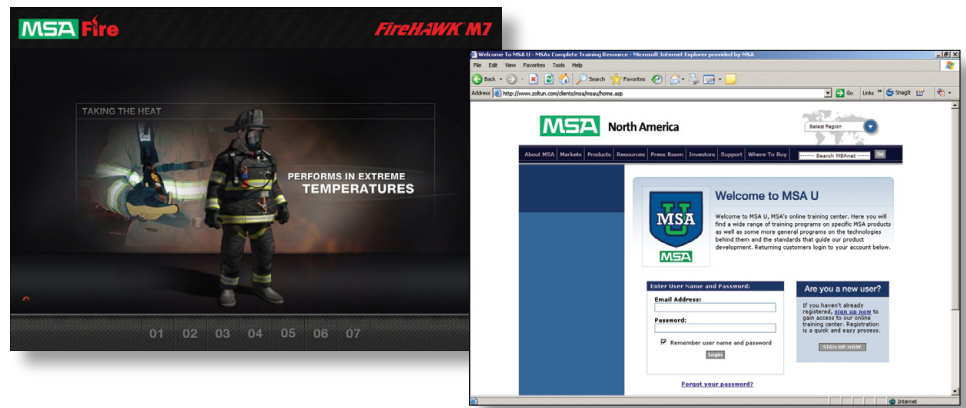 MSA Fire
FireHAWK M7
TAKING THE HEAT
PERFORMS IN EXTREME
TEMPERATURES
01 02 03 04 05 06 07
Welcome To MSA U - MSAs Complete Training Resource - Microsoft Internet Explorer provided by MSA
File Edit View Favorites Tools Help
Back Search Favorites
Address http://www.zoltun.com/clients/msa/msau/home.asp Go Links » SnagIt
MSA North America
Select Region
About MSA Markets Products Resources Press Room Investors Support Where To Buy ----- Search MSAnet ----- Go
MSA U
MSA
Welcome to MSA U
Welcome to MSA U, MSA's online training center. Here you will
find a wide range of training programs on specific MSA products
as well as some more general programs on the technologies
behind them and the standards that guide our product
development. Returning customers login to your account below.
Enter User Name and Password:
Email Address:
Password:
Remember user name and password
Login
Forgot your password?
Are you a new user?
If you haven't already
registered, sign up now to
gain access to our online
training center. Registration
is a quick and easy process.
SIGN UP NOW
Internet